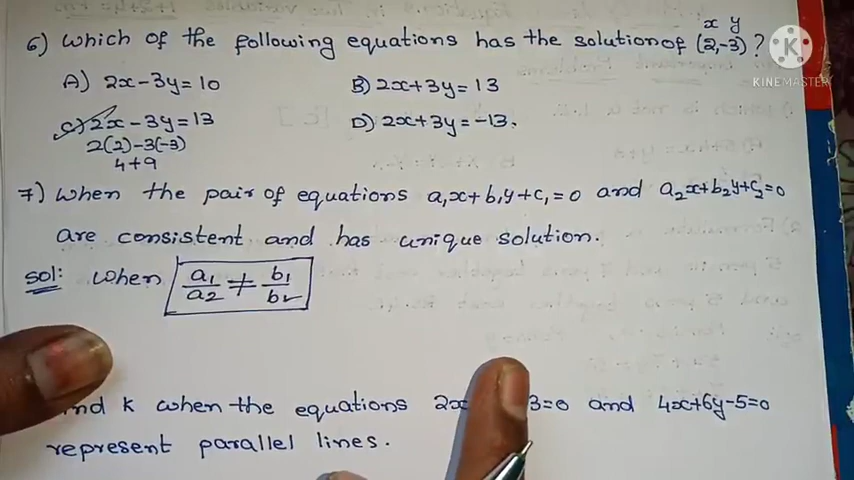 x y
6) Which of the following equations has the solution of (2,-3) ?
A) 2x-3y=10 B) 2x+3y=13
C) 2x-3y=13 D) 2x+3y=-13.
2(2)-3(-3)
4+9
7) When the pair of equations a₁x+b₁y+c₁=0 and a₂x+b₂y+c₂=0
are consistent and has unique solution.
Sol: When a₁/a₂ ≠ b₁/b₂
K when the equations 3=0 and 4x+6y-5=0
represent parallel lines.
K
KINEMASTER